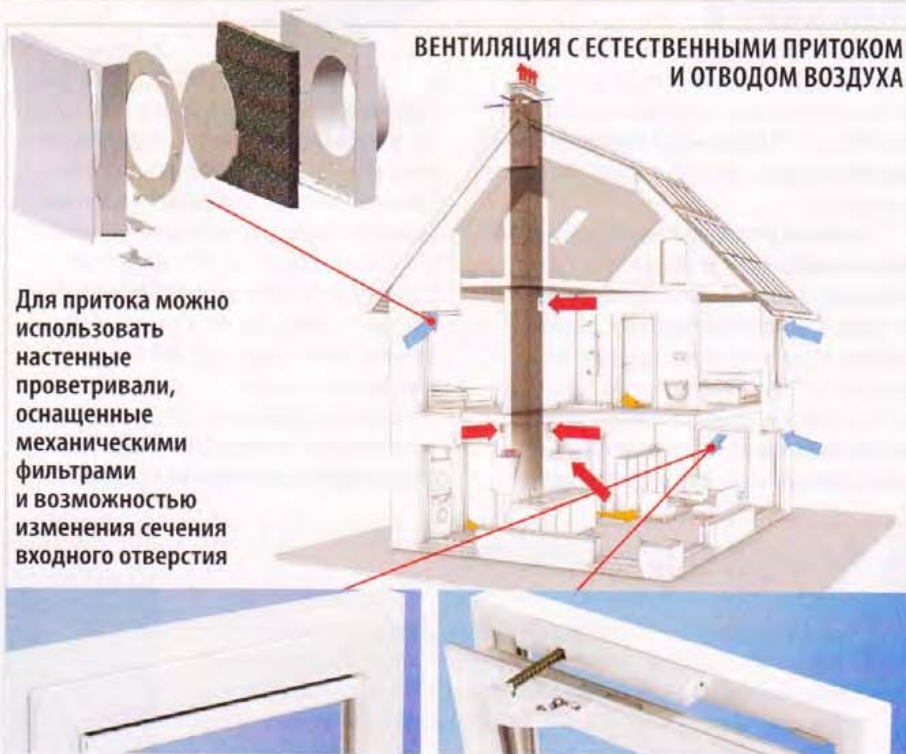 ВЕНТИЛЯЦИЯ С ЕСТЕСТВЕННЫМИ ПРИТОКОМ
И ОТВОДОМ ВОЗДУХА
Для притока можно
использовать
настенные
проветривали,
оснащенные
механическими
фильтрами
и возможностью
изменения сечения
входного отверстия